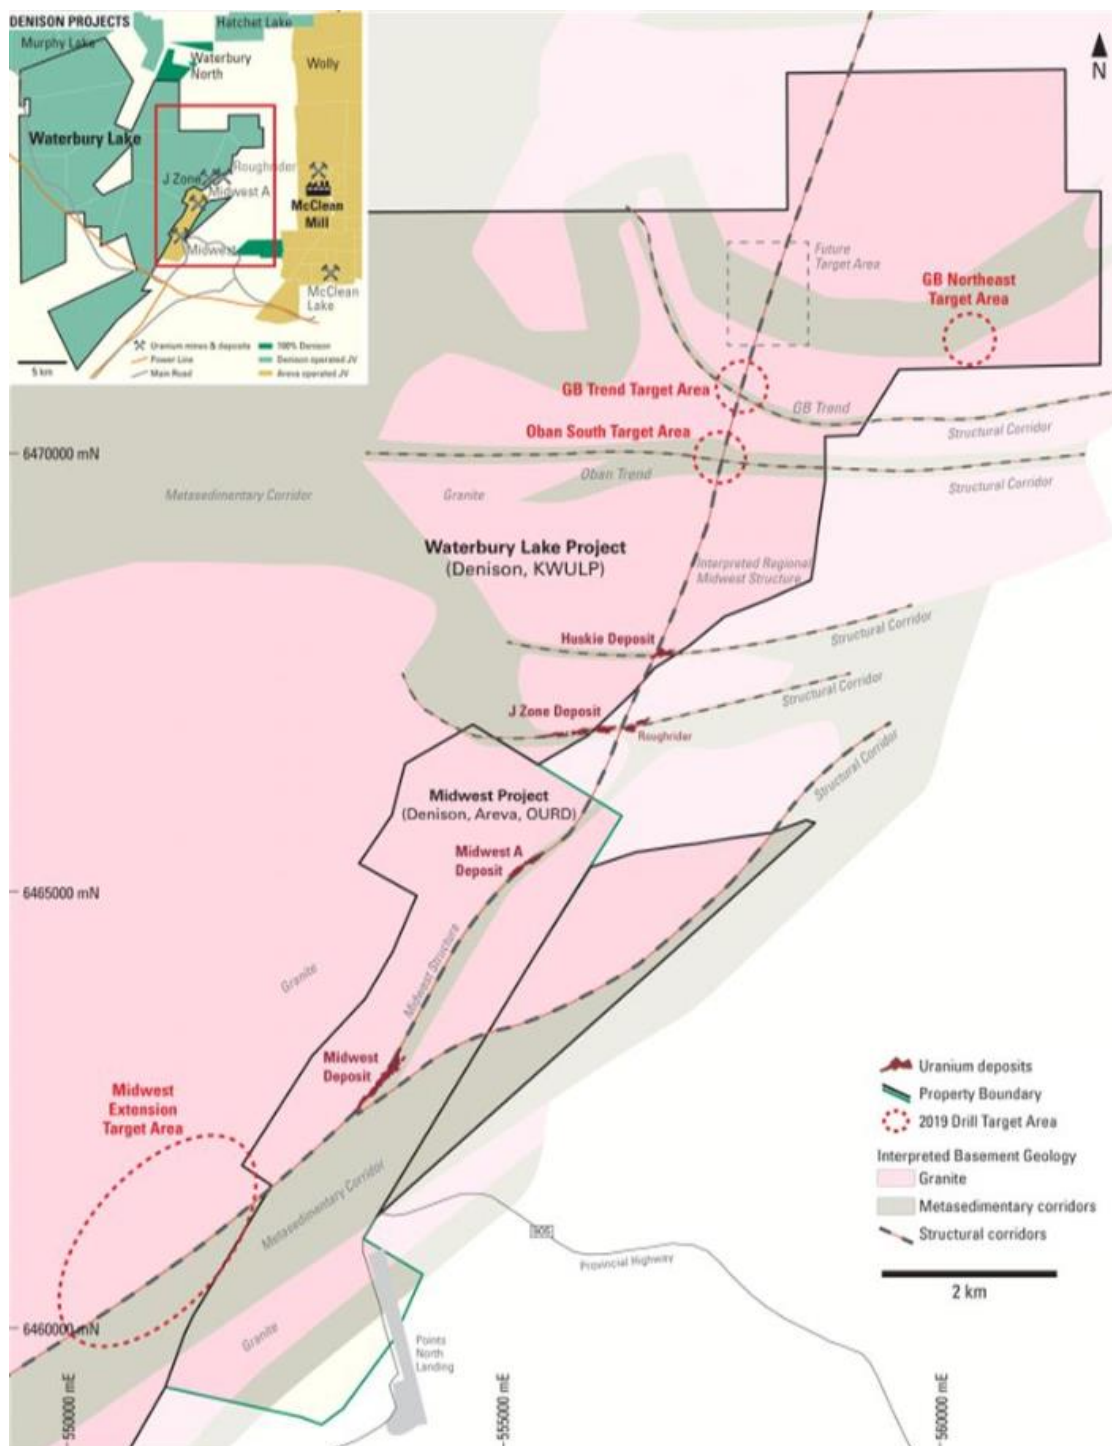 DENISON PROJECTS
Hatchet Lake
Murphy Lake
Waterbury
North
Wolly
Waterbury Lake
Roughrider
J Zone
Midwest A
McClean
Mill
Midwest
McClean
Lake
Uranium mines & deposits
100% Denison
Power Line
Denison operated JV
Main Road
Areva operated JV
5 km
N
Future
Target Area
GB Northeast
Target Area
GB Trend Target Area
GB Trend
Structural Corridor
Oban South Target Area
6470000 mN
Oban Trend
Structural Corridor
Metasedimentary Corridor
Granite
Waterbury Lake Project
(Denison, KWULP)
Interpreted Regional
Midwest Structure
Huskie Deposit
Structural Corridor
Structural Corridor
J Zone Deposit
Roughrider
Structural Corridor
Midwest Project
(Denison, Areva, OURD)
Midwest A
Deposit
6465000 mN
Midwest Structure
Granite
Midwest
Deposit
Midwest
Extension
Target Area
Metasedimentary Corridor
Uranium deposits
Property Boundary
2019 Drill Target Area
Interpreted Basement Geology
Granite
Metasedimentary corridors
Structural corridors
2 km
905
Provincial Highway
6460000 mN
Granite
Points
North
Landing
550000 mE
555000 mE
560000 mE